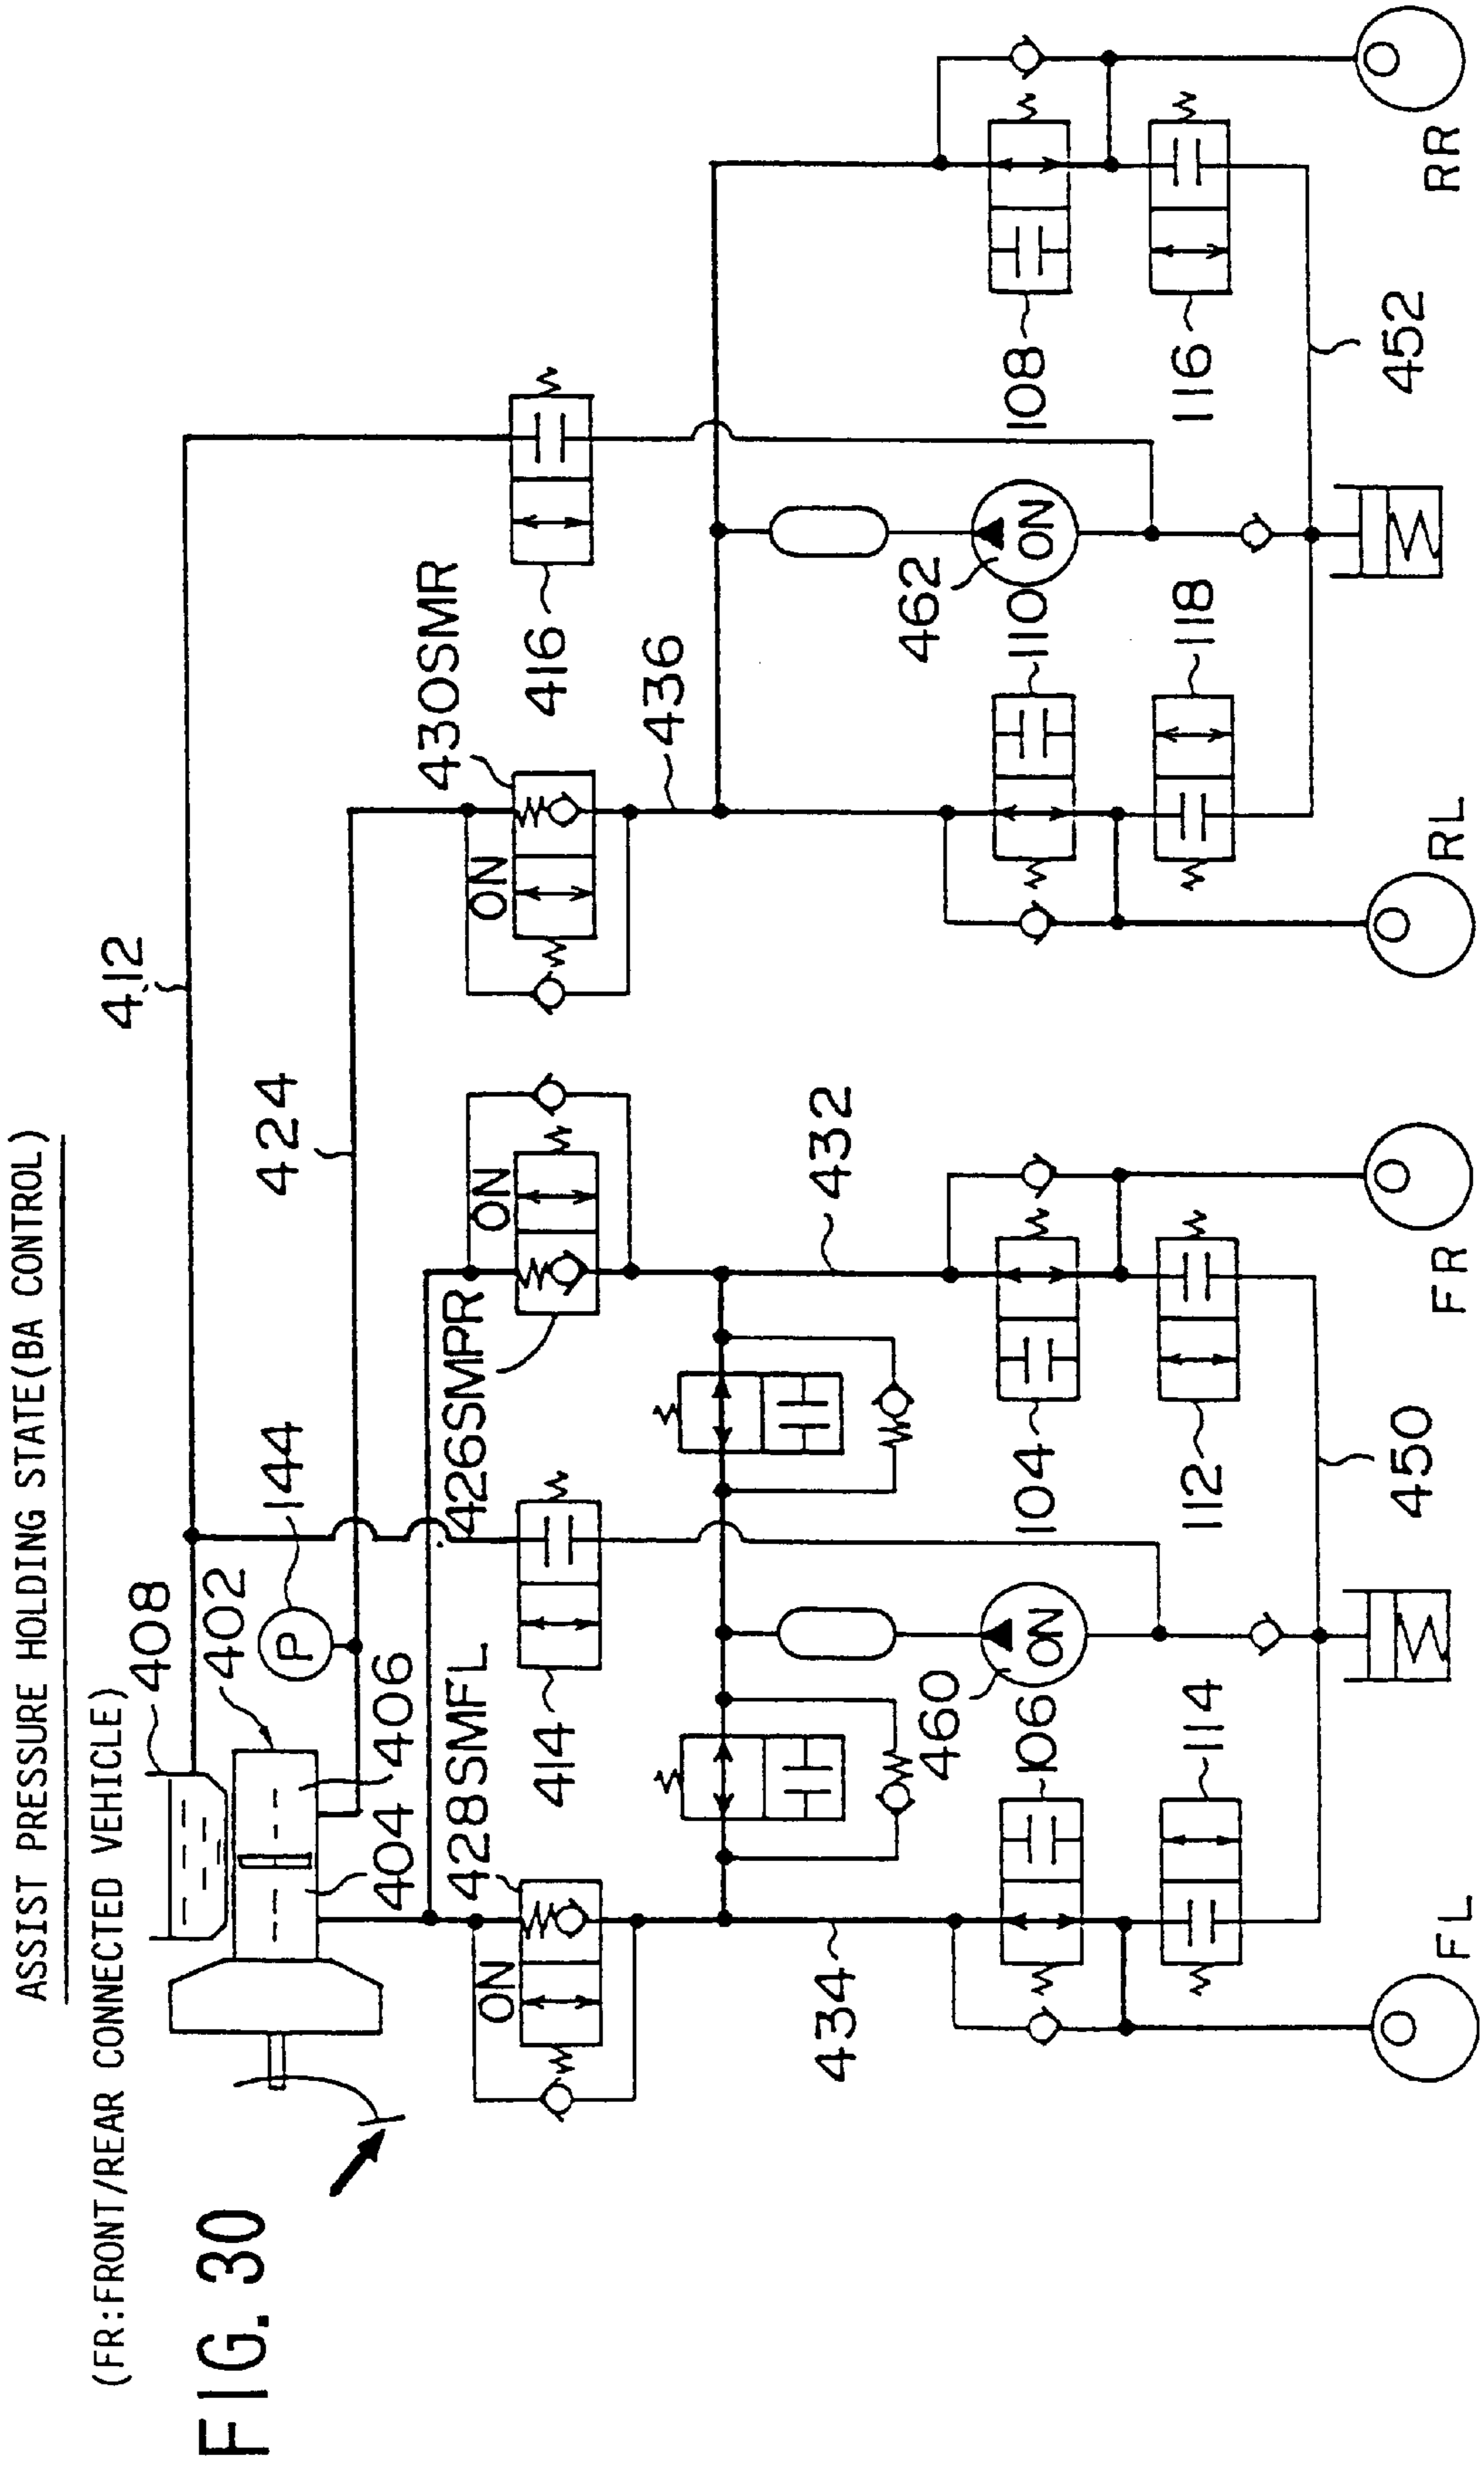 FIG. 30
ASSIST PRESSURE HOLDING STATE(BA CONTROL)
(FR:FRONT/REAR CONNECTED VEHICLE)
408
402
144
P
424
412
404
406
428SMFL
ON
414
426SMPR
ON
430SMR
ON
416
434
432
436
460
ON
462
ON
106
104
110
108
114
112
118
116
450
452
FL
FR
RL
RR